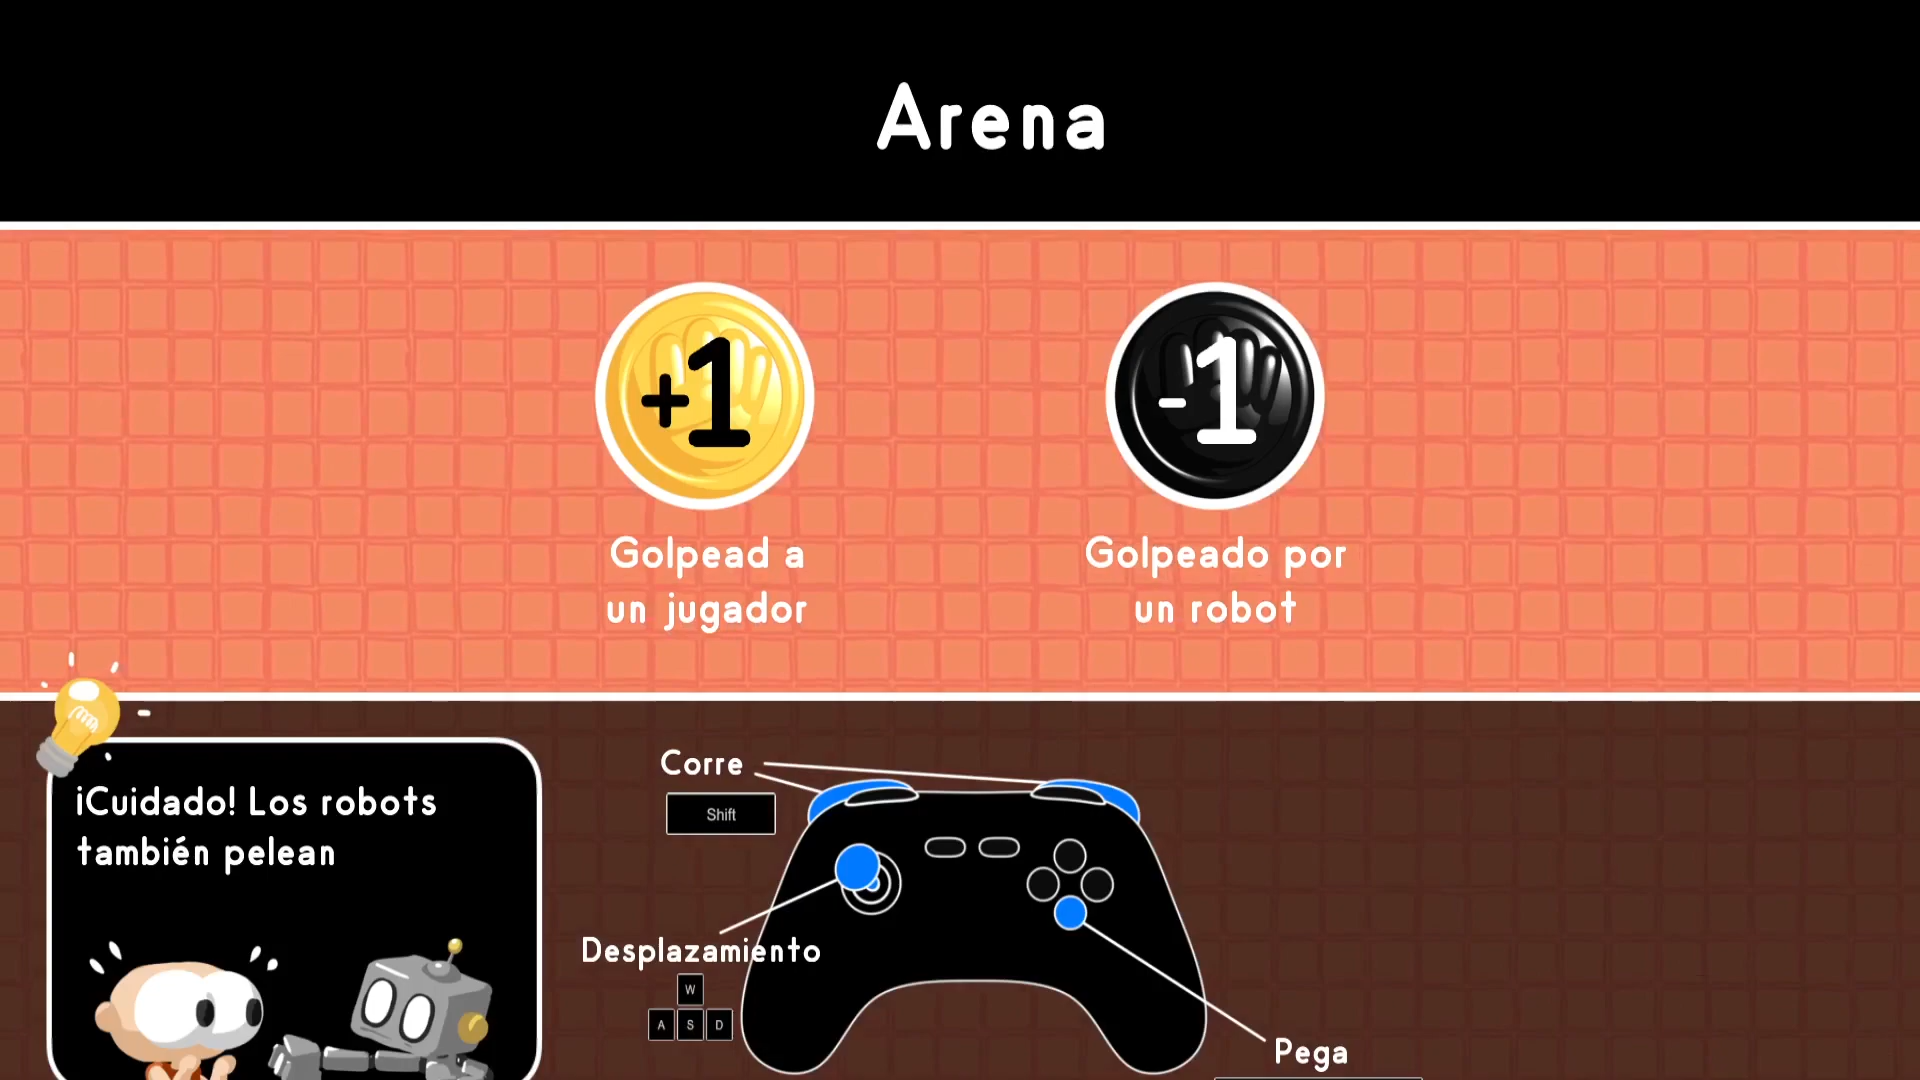 Arena
+1
-1
Golpead a
un jugador
Golpeado por
un robot
¡Cuidado! Los robots
también pelean
Corre
Shift
Desplazamiento
W
A S D
Pega